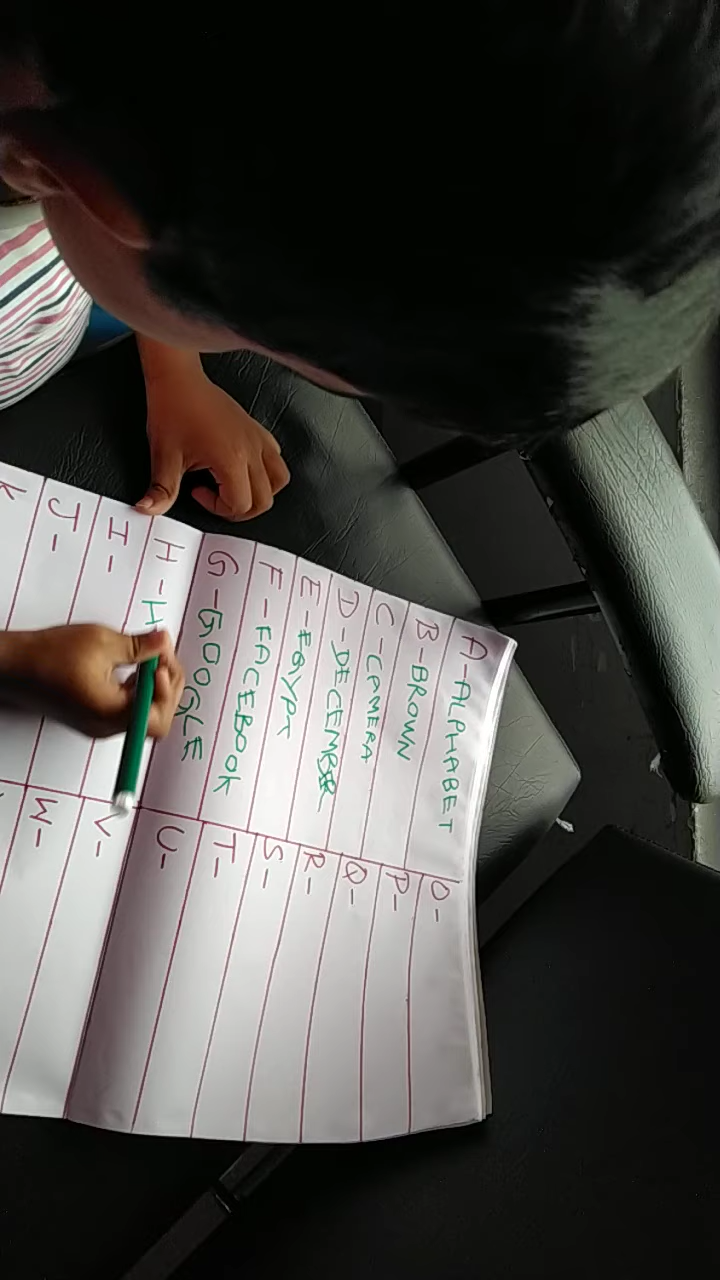 A-ALPHABET
B-BROWN
C-CAMERA
D-DECEMBER
E-EGYPT
F-FACEBOOK
G-GOOGLE
H-H
I-
J-
K
O-
P-
Q-
R-
S-
T-
U-
V-
W-